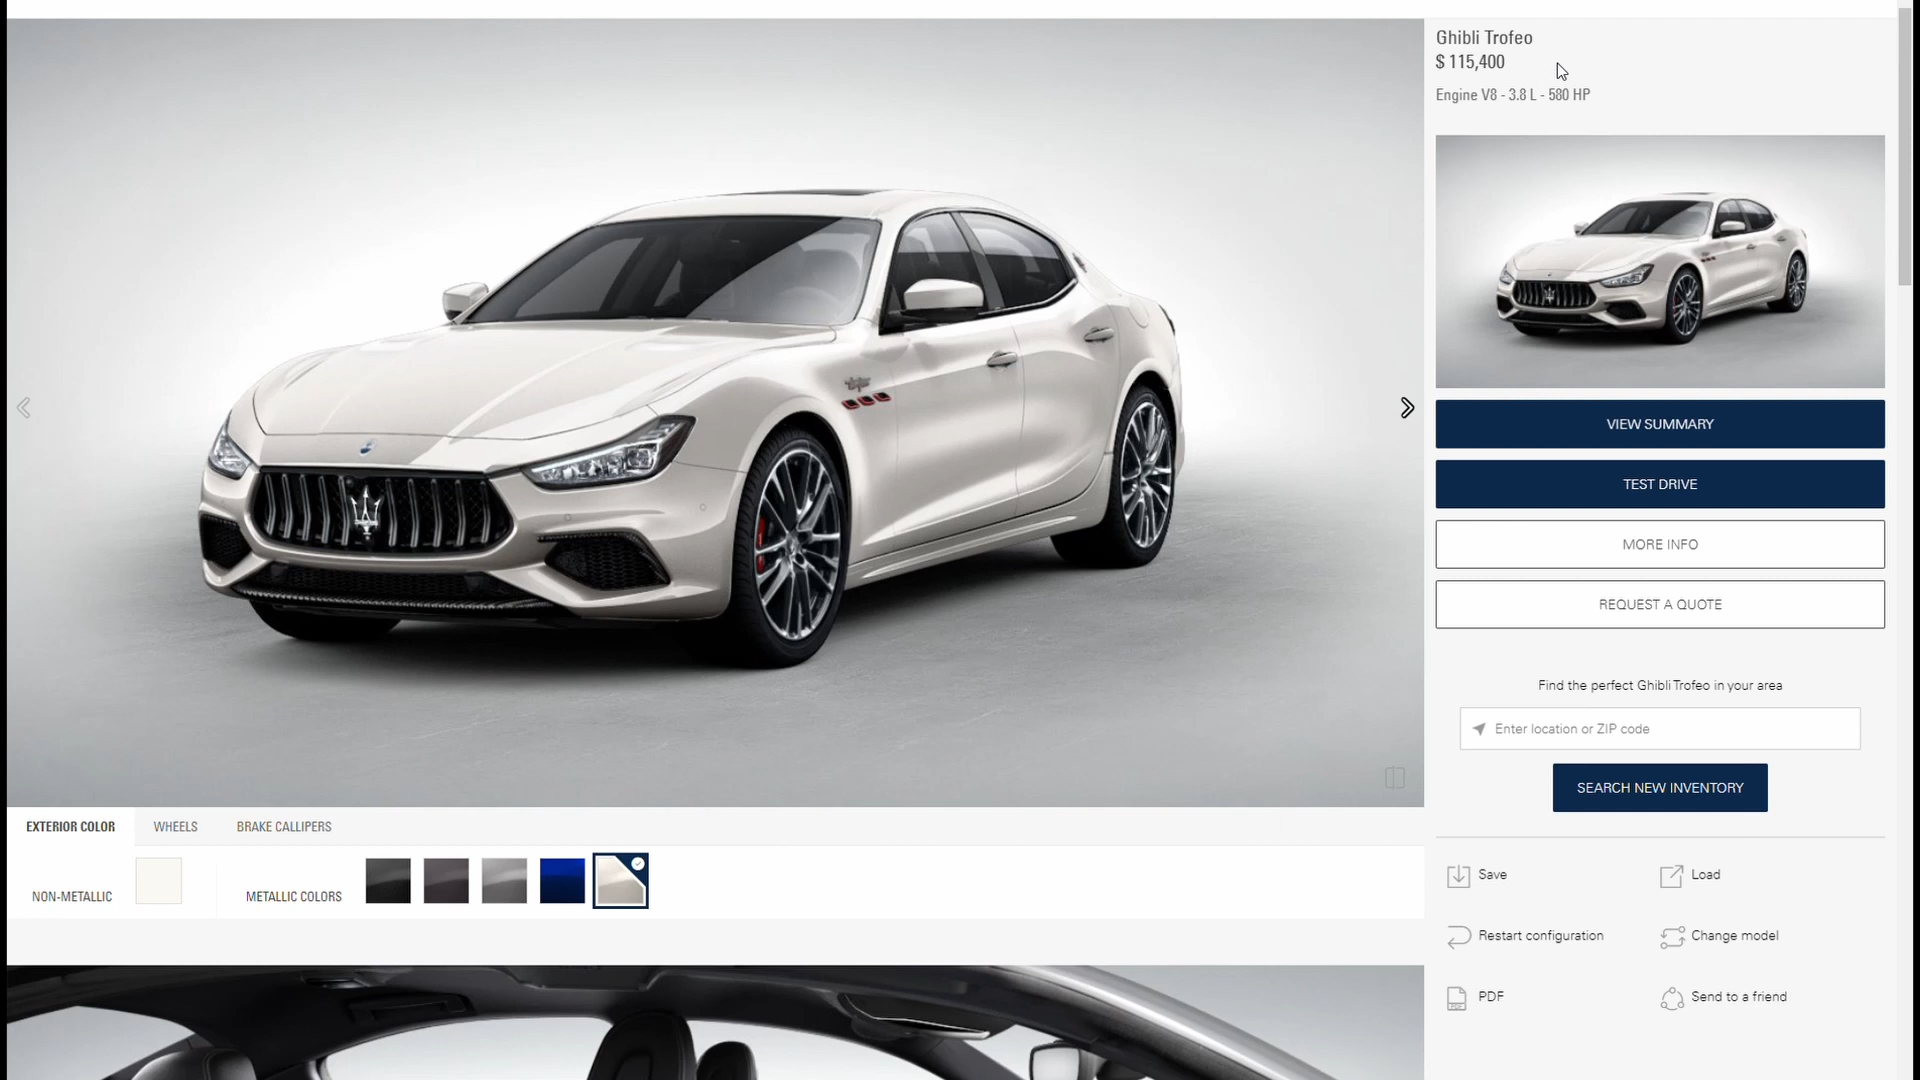 Ghibli Trofeo
$ 115,400
Engine V8 - 3.8 L - 580 HP
VIEW SUMMARY
TEST DRIVE
MORE INFO
REQUEST A QUOTE
Find the perfect Ghibli Trofeo in your area
Enter location or ZIP code
SEARCH NEW INVENTORY
EXTERIOR COLOR WHEELS BRAKE CALLIPERS
NON-METALLIC METALLIC COLORS
Save Load
Restart configuration Change model
PDF Send to a friend